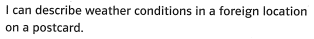 I can describe weather conditions in a foreign location
on a postcard.